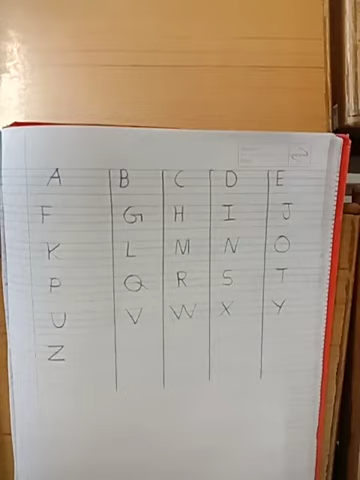 A B C D E
F G H I J
K L M N O
P Q R S T
U V W X Y
Z